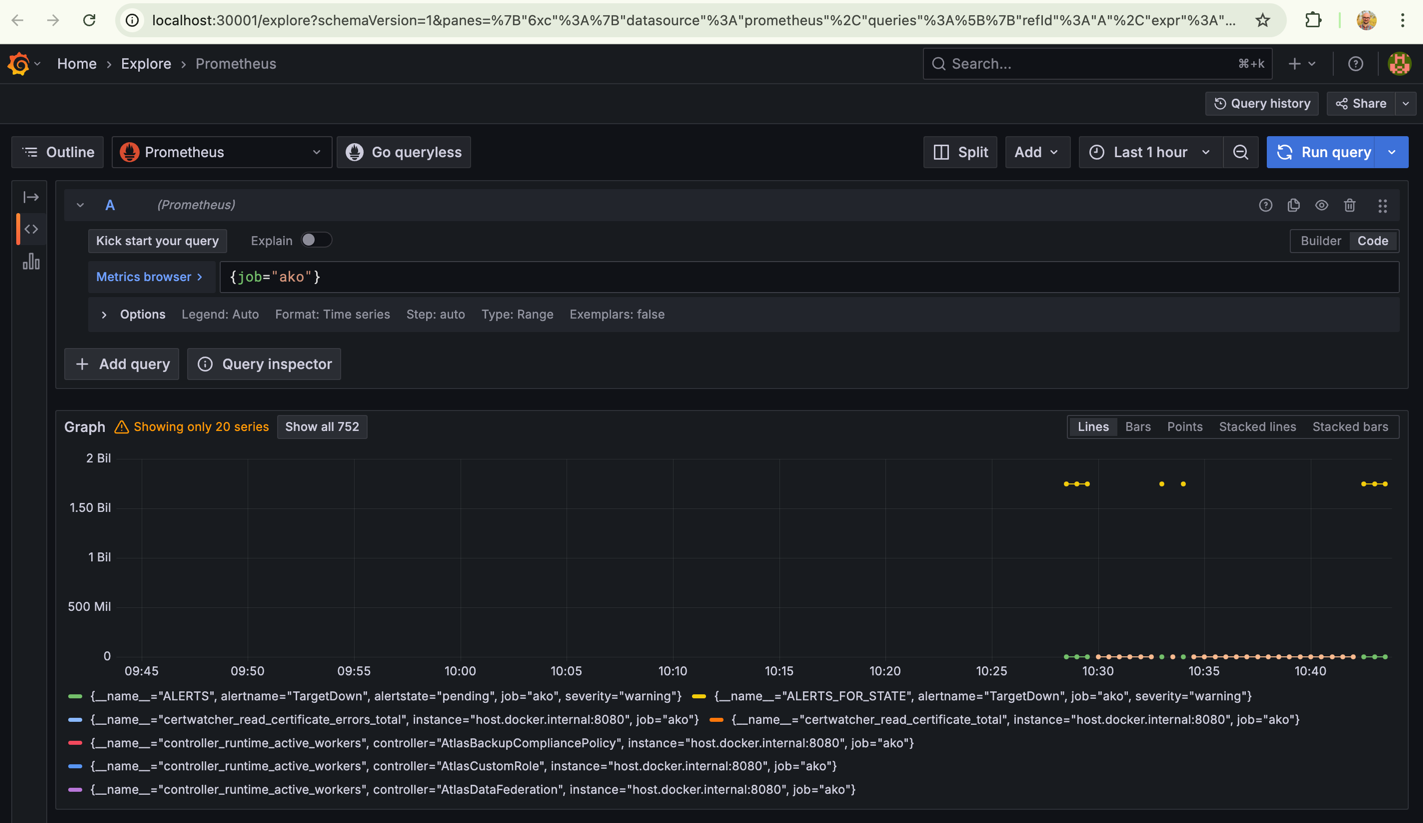 localhost:30001/explore?schemaVersion=1&panes=%7B"6xc"%3A%7B"datasource"%3A"prometheus"%2C"queries"%3A%5B%7B"refId"%3A"A"%2C"expr"%3A"...
Home › Explore › Prometheus
Search... ⌘+k
Query history Share
Outline Prometheus Go queryless Split Add Last 1 hour Run query
A (Prometheus)
Kick start your query Explain Builder Code
Metrics browser › {job="ako"}
› Options Legend: Auto Format: Time series Step: auto Type: Range Exemplars: false
+ Add query Query inspector
Graph Showing only 20 series Show all 752 Lines Bars Points Stacked lines Stacked bars
2 Bil
1.50 Bil
1 Bil
500 Mil
0
09:45 09:50 09:55 10:00 10:05 10:10 10:15 10:20 10:25 10:30 10:35 10:40
{__name__="ALERTS", alertname="TargetDown", alertstate="pending", job="ako", severity="warning"} {__name__="ALERTS_FOR_STATE", alertname="TargetDown", job="ako", severity="warning"}
{__name__="certwatcher_read_certificate_errors_total", instance="host.docker.internal:8080", job="ako"} {__name__="certwatcher_read_certificate_total", instance="host.docker.internal:8080", job="ako"}
{__name__="controller_runtime_active_workers", controller="AtlasBackupCompliancePolicy", instance="host.docker.internal:8080", job="ako"}
{__name__="controller_runtime_active_workers", controller="AtlasCustomRole", instance="host.docker.internal:8080", job="ako"}
{__name__="controller_runtime_active_workers", controller="AtlasDataFederation", instance="host.docker.internal:8080", job="ako"}